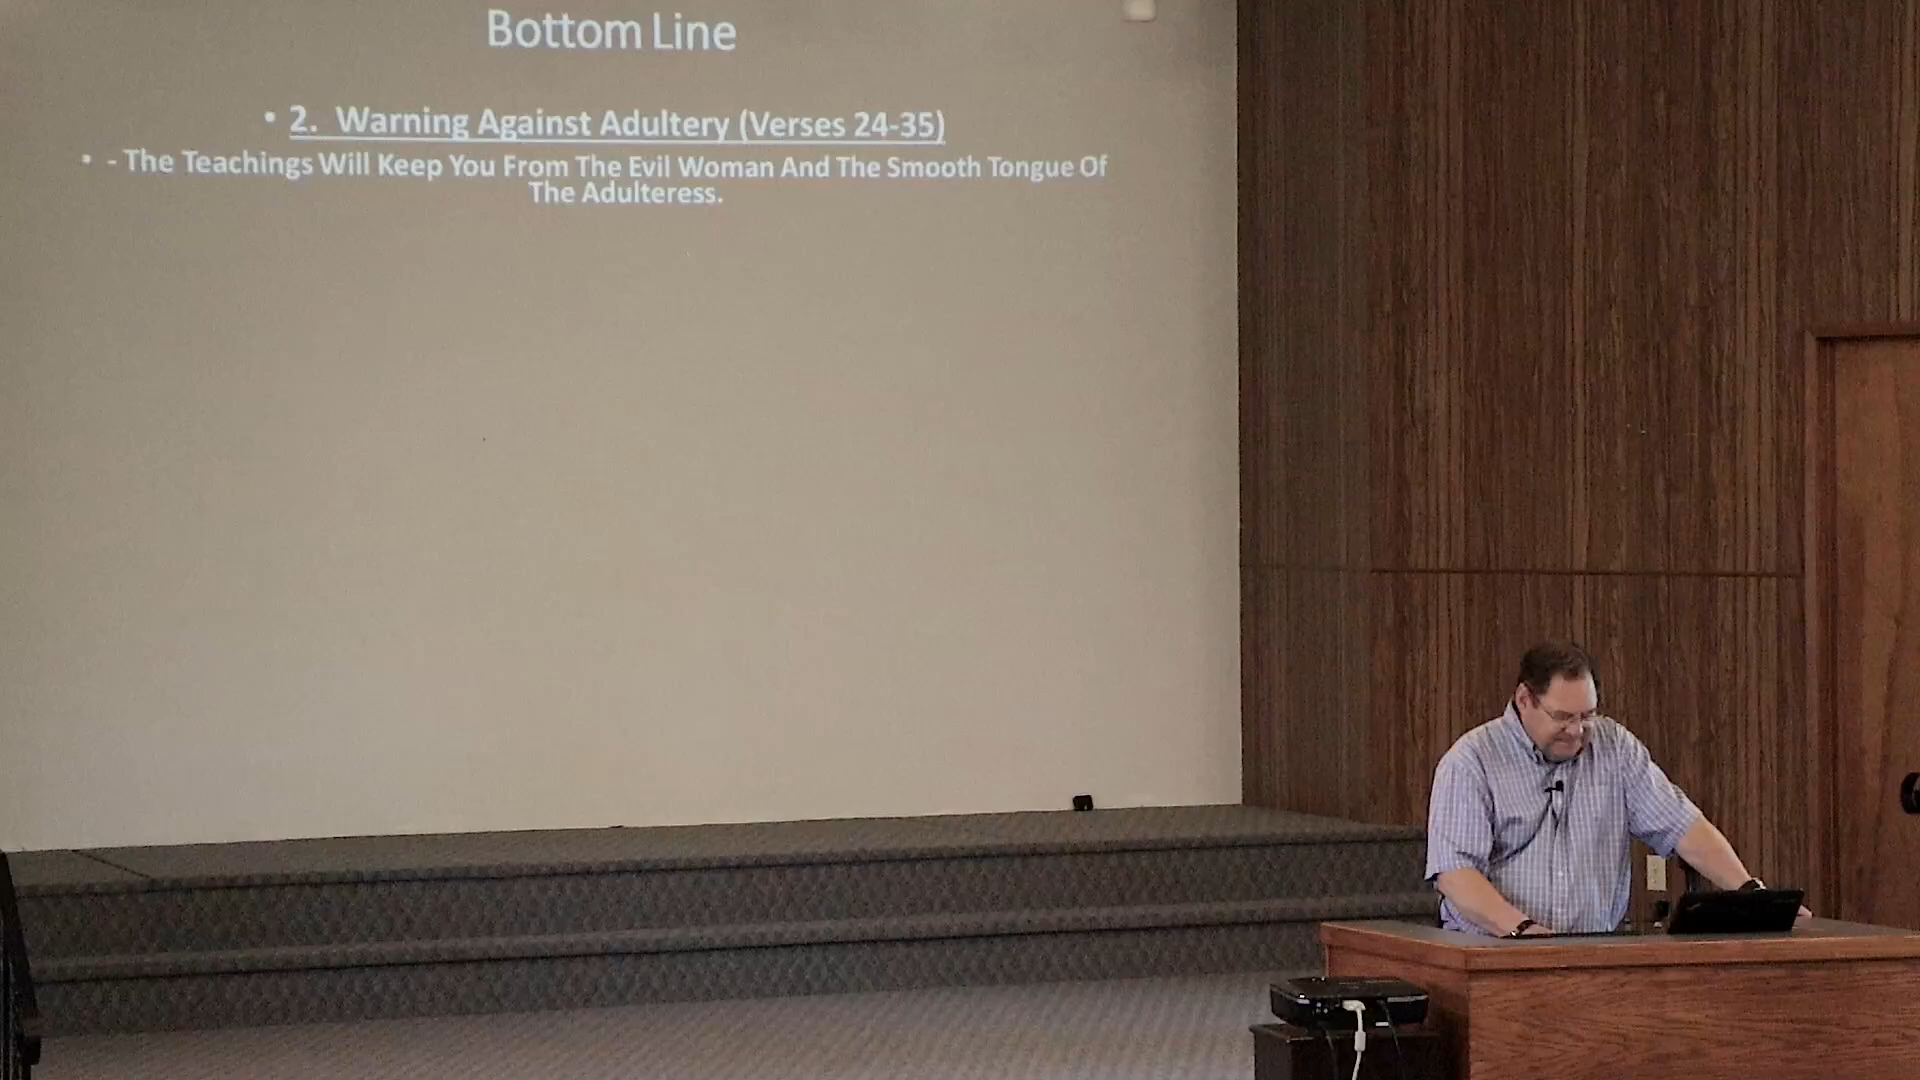 Bottom Line
• 2. Warning Against Adultery (Verses 24-35)
• - The Teachings Will Keep You From The Evil Woman And The Smooth Tongue Of
The Adulteress.